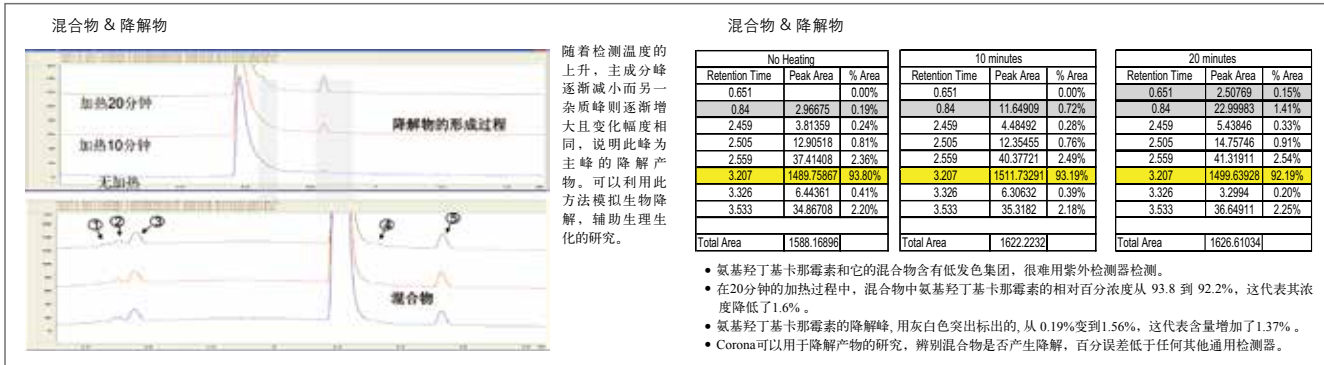 混合物 & 降解物
加热20分钟
降解物的形成过程
加热10分钟
无加热
① ② ③ ④ ⑤
混合物
随着检测温度的
上升，主成分峰
逐渐减小而另一
杂质峰则逐渐增
大且变化幅度相
同，说明此峰为
主峰的降解产
物。可以利用此
方法模拟生物降
解，辅助生理生
化的研究。
混合物 & 降解物
No Heating
Retention Time Peak Area % Area
0.651 0.00%
0.84 2.96675 0.19%
2.459 3.81359 0.24%
2.505 12.90518 0.81%
2.559 37.41408 2.36%
3.207 1489.75867 93.80%
3.326 6.44361 0.41%
3.533 34.86708 2.20%
Total Area 1588.16896
10 minutes
Retention Time Peak Area % Area
0.651 0.00%
0.84 11.64909 0.72%
2.459 4.48492 0.28%
2.505 12.35455 0.76%
2.559 40.37721 2.49%
3.207 1511.73291 93.19%
3.326 6.30632 0.39%
3.533 35.3182 2.18%
Total Area 1622.2232
20 minutes
Retention Time Peak Area % Area
0.651 2.50769 0.15%
0.84 22.99983 1.41%
2.459 5.43846 0.33%
2.505 14.75746 0.91%
2.559 41.31911 2.54%
3.207 1499.63928 92.19%
3.326 3.2994 0.20%
3.533 36.64911 2.25%
Total Area 1626.61034
• 氨基羟丁基卡那霉素和它的混合物含有低发色集团，很难用紫外检测器检测。
• 在20分钟的加热过程中，混合物中氨基羟丁基卡那霉素的相对百分浓度从 93.8 到 92.2%，这代表其浓
度降低了1.6% 。
• 氨基羟丁基卡那霉素的降解峰, 用灰白色突出标出的, 从 0.19%变到1.56%，这代表含量增加了1.37% 。
• Corona可以用于降解产物的研究，辨别混合物是否产生降解，百分误差低于任何其他通用检测器。